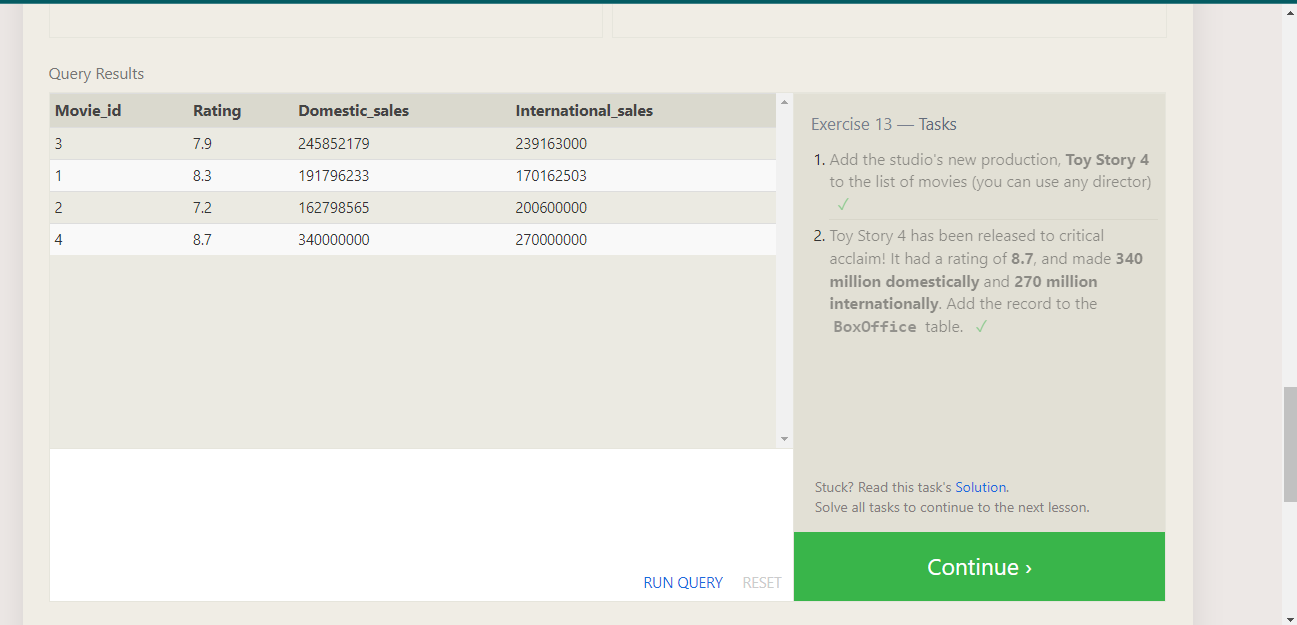 Query Results
Movie_id Rating Domestic_sales International_sales
3 7.9 245852179 239163000
1 8.3 191796233 170162503
2 7.2 162798565 200600000
4 8.7 340000000 270000000
RUN QUERY RESET
Exercise 13 — Tasks
1. Add the studio's new production, Toy Story 4
to the list of movies (you can use any director)
✓
2. Toy Story 4 has been released to critical
acclaim! It had a rating of 8.7, and made 340
million domestically and 270 million
internationally. Add the record to the
BoxOffice table. ✓
Stuck? Read this task's Solution.
Solve all tasks to continue to the next lesson.
Continue ›